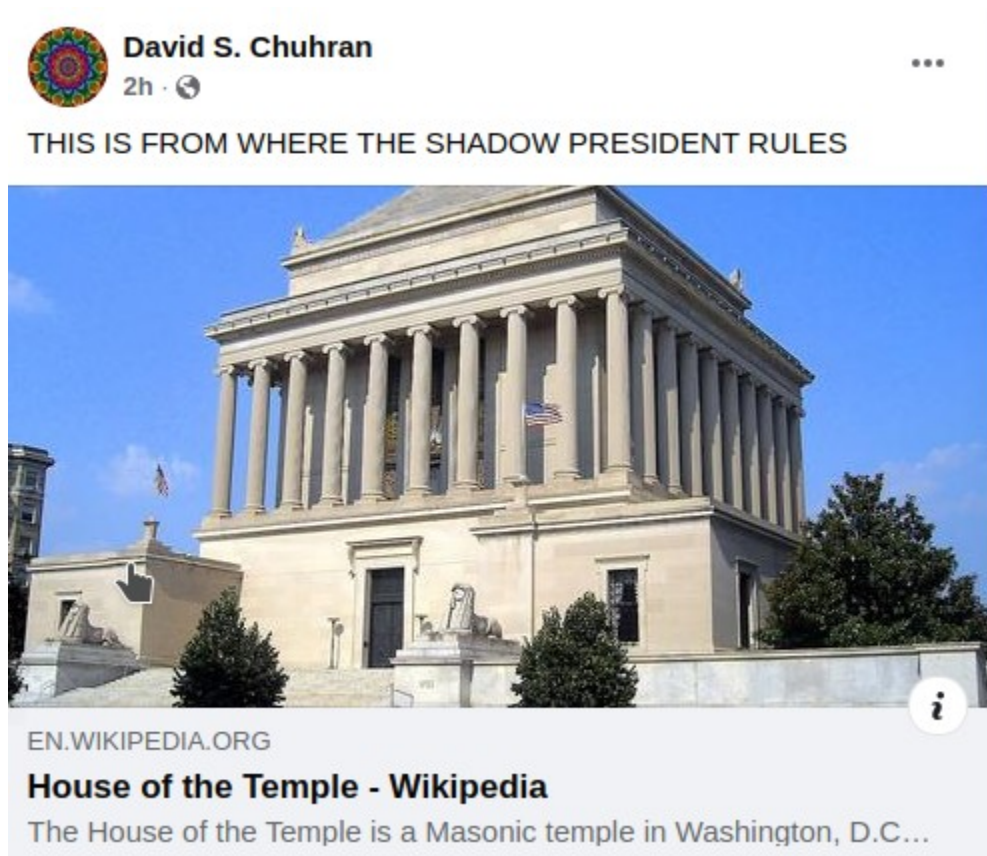 David S. Chuhran
2h ·
THIS IS FROM WHERE THE SHADOW PRESIDENT RULES
EN.WIKIPEDIA.ORG
House of the Temple - Wikipedia
The House of the Temple is a Masonic temple in Washington, D.C...